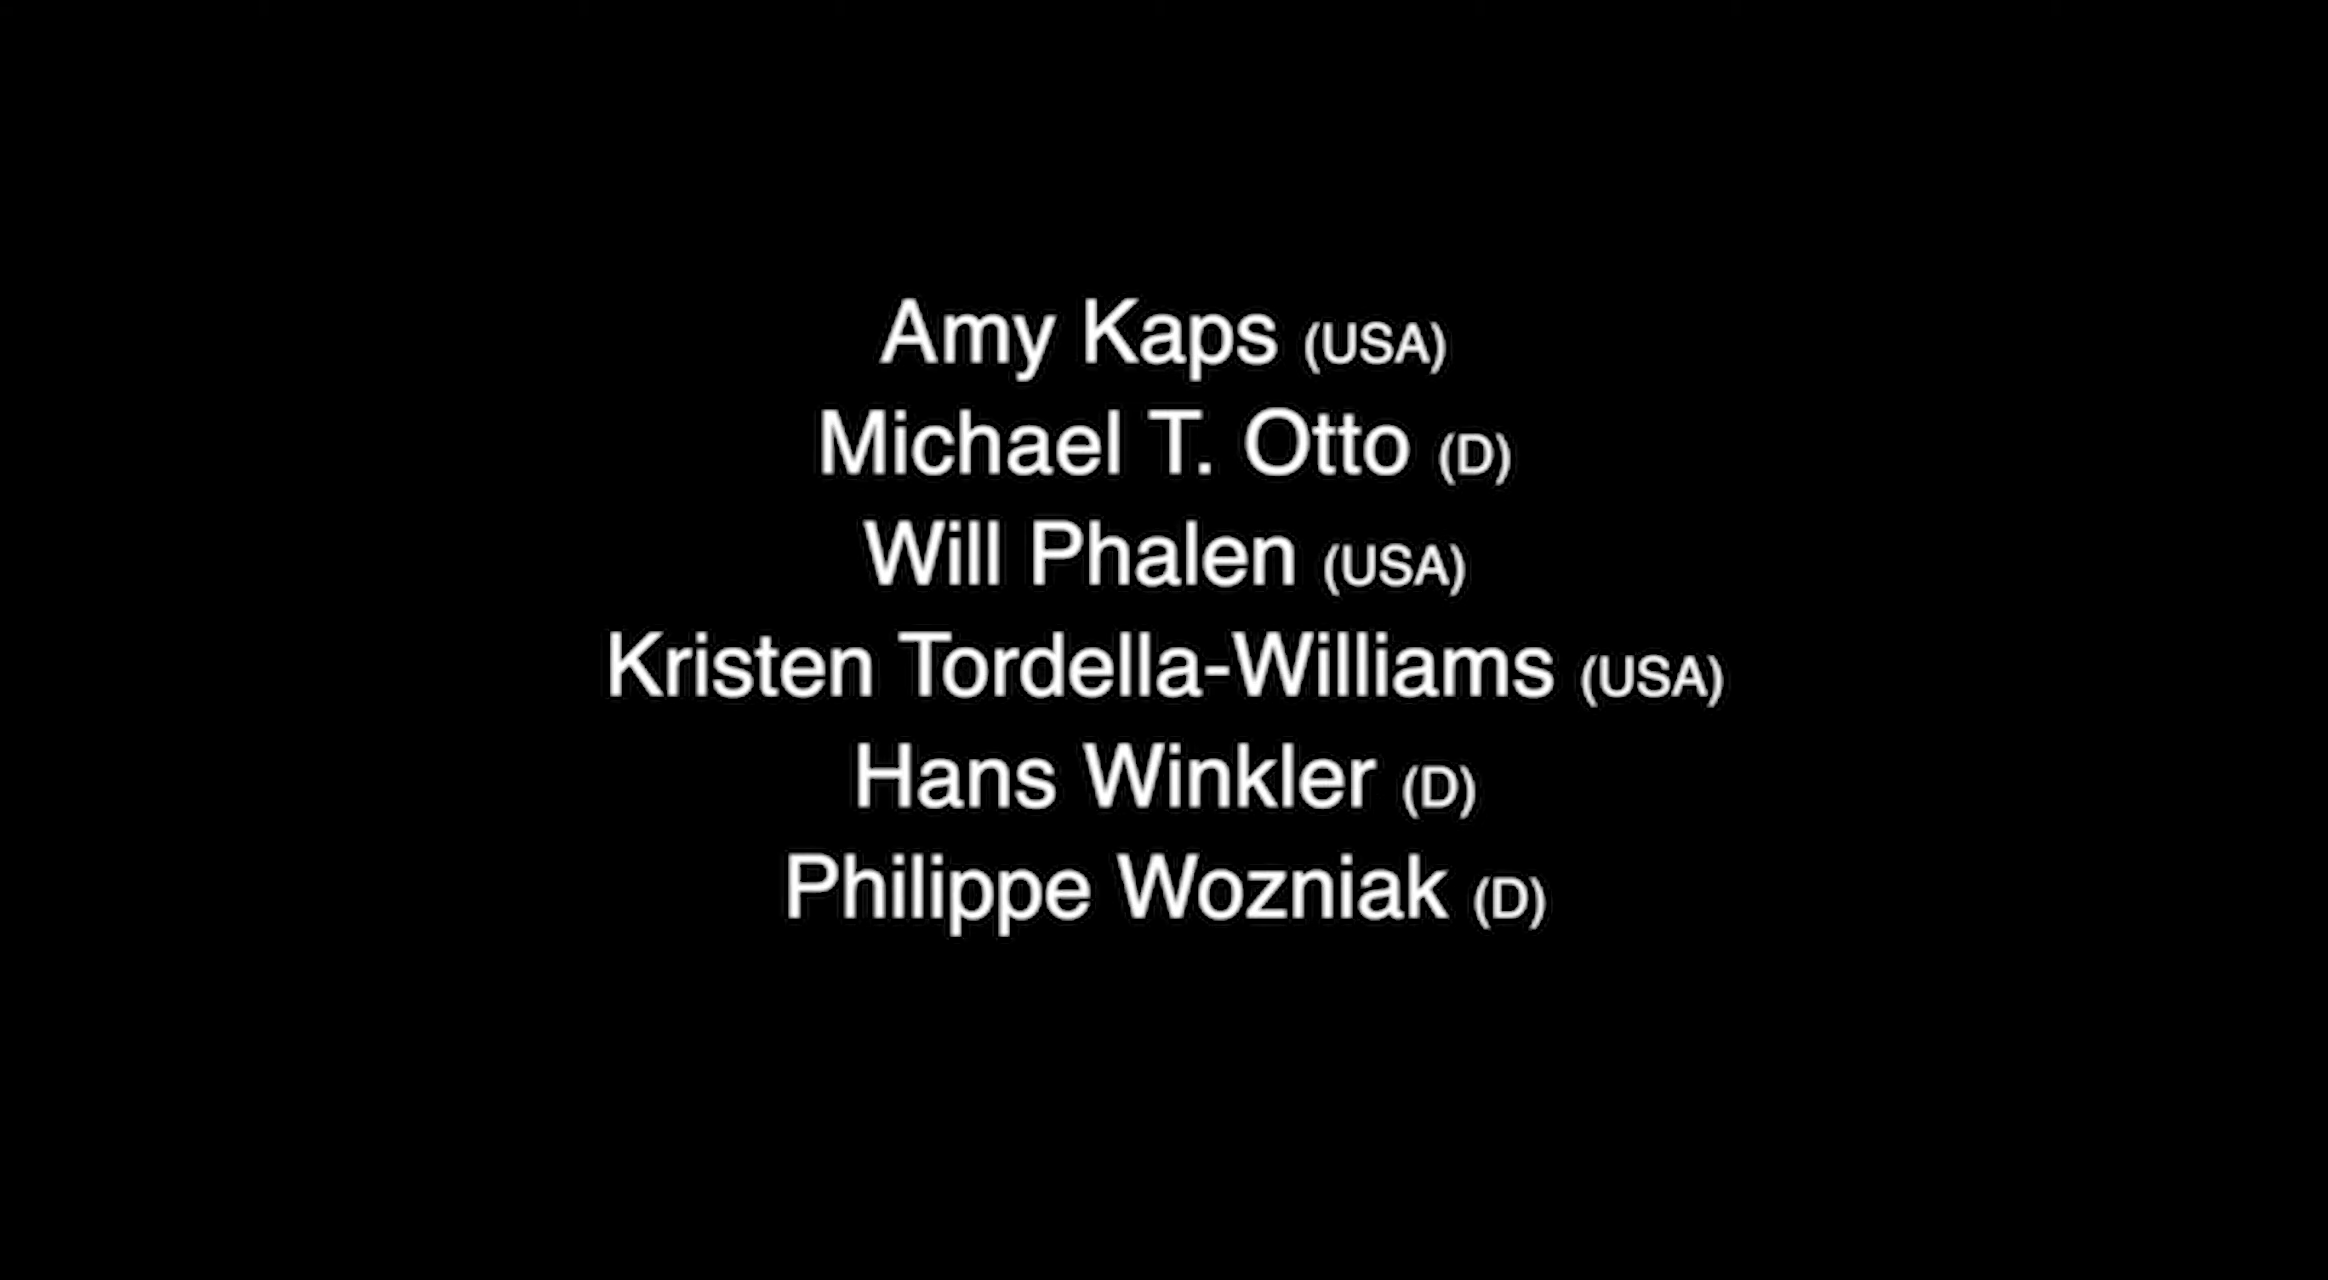 Amy Kaps (USA)
Michael T. Otto (D)
Will Phalen (USA)
Kristen Tordella-Williams (USA)
Hans Winkler (D)
Philippe Wozniak (D)